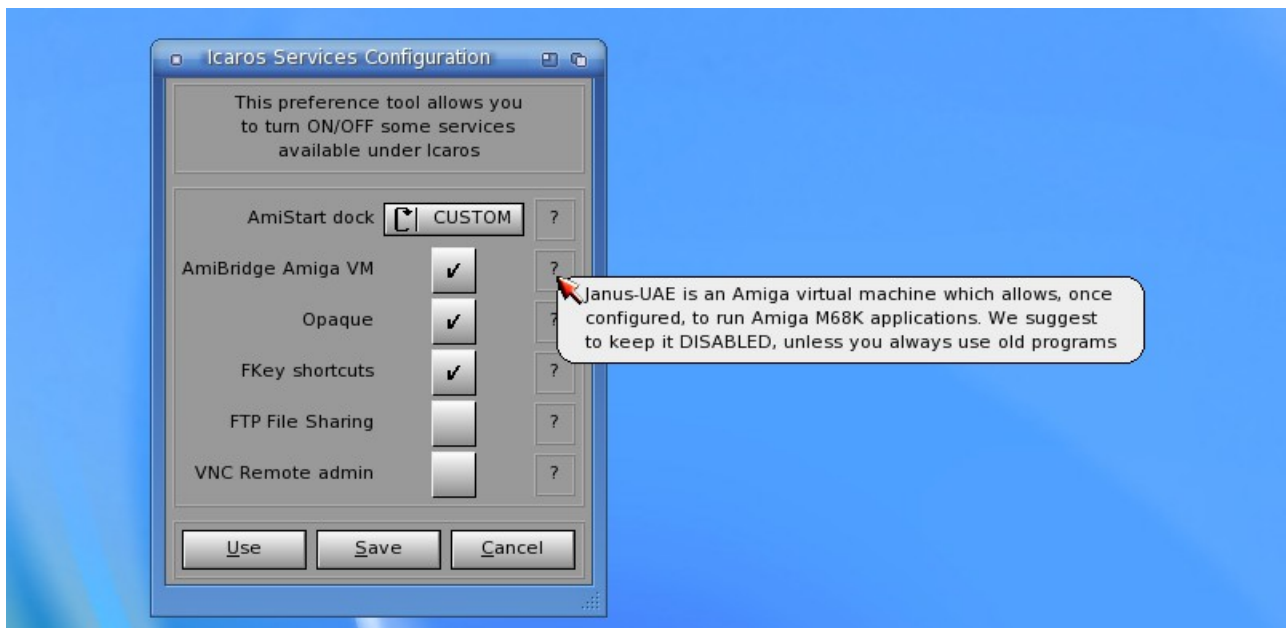 Icaros Services Configuration
This preference tool allows you
to turn ON/OFF some services
available under Icaros
AmiStart dock CUSTOM ?
AmiBridge Amiga VM ?
Janus-UAE is an Amiga virtual machine which allows, once
configured, to run Amiga M68K applications. We suggest
to keep it DISABLED, unless you always use old programs
Opaque ?
FKey shortcuts ?
FTP File Sharing ?
VNC Remote admin ?
Use Save Cancel